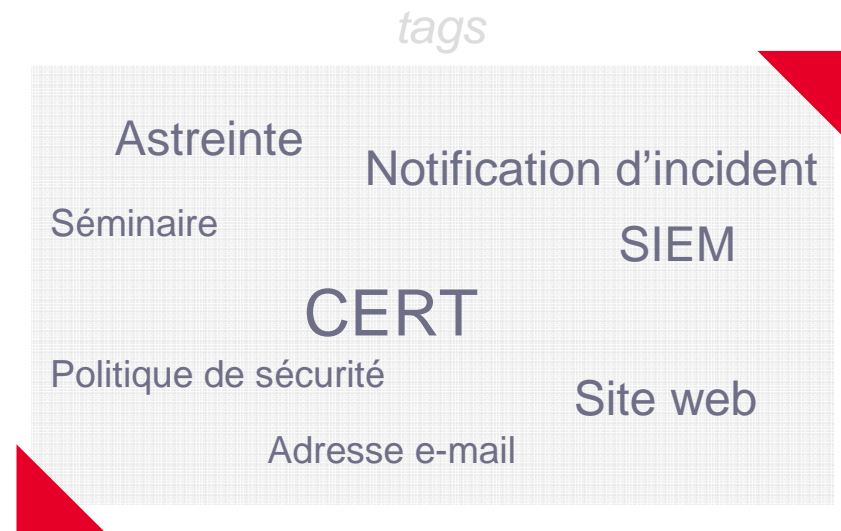 tags
Astreinte
Notification d’incident
Séminaire
SIEM
CERT
Politique de sécurité
Site web
Adresse e-mail